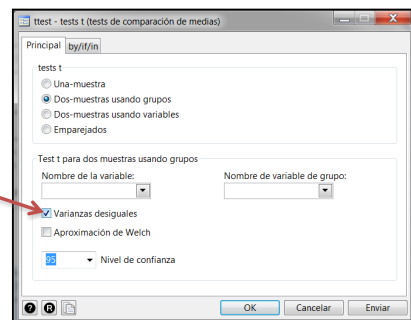 ttest - tests t (tests de comparación de medias)
Principal by/if/in
tests t
Una-muestra
Dos-muestras usando grupos
Dos-muestras usando variables
Emparejados
Test t para dos muestras usando grupos
Nombre de la variable: Nombre de variable de grupo:
Varianzas desiguales
Aproximación de Welch
95 Nivel de confianza
? R OK Cancelar Enviar